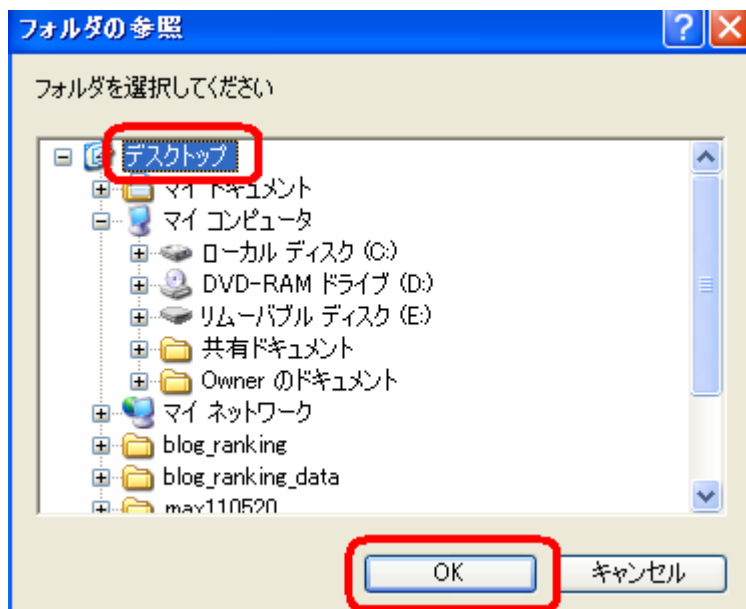 フォルダの参照
フォルダを選択してください
デスクトップ
マイ ドキュメント
マイ コンピュータ
ローカル ディスク (C:)
DVD-RAM ドライブ (D:)
リムーバブル ディスク (E:)
共有ドキュメント
Owner のドキュメント
マイ ネットワーク
blog_ranking
blog_ranking_data
max110520
OK キャンセル